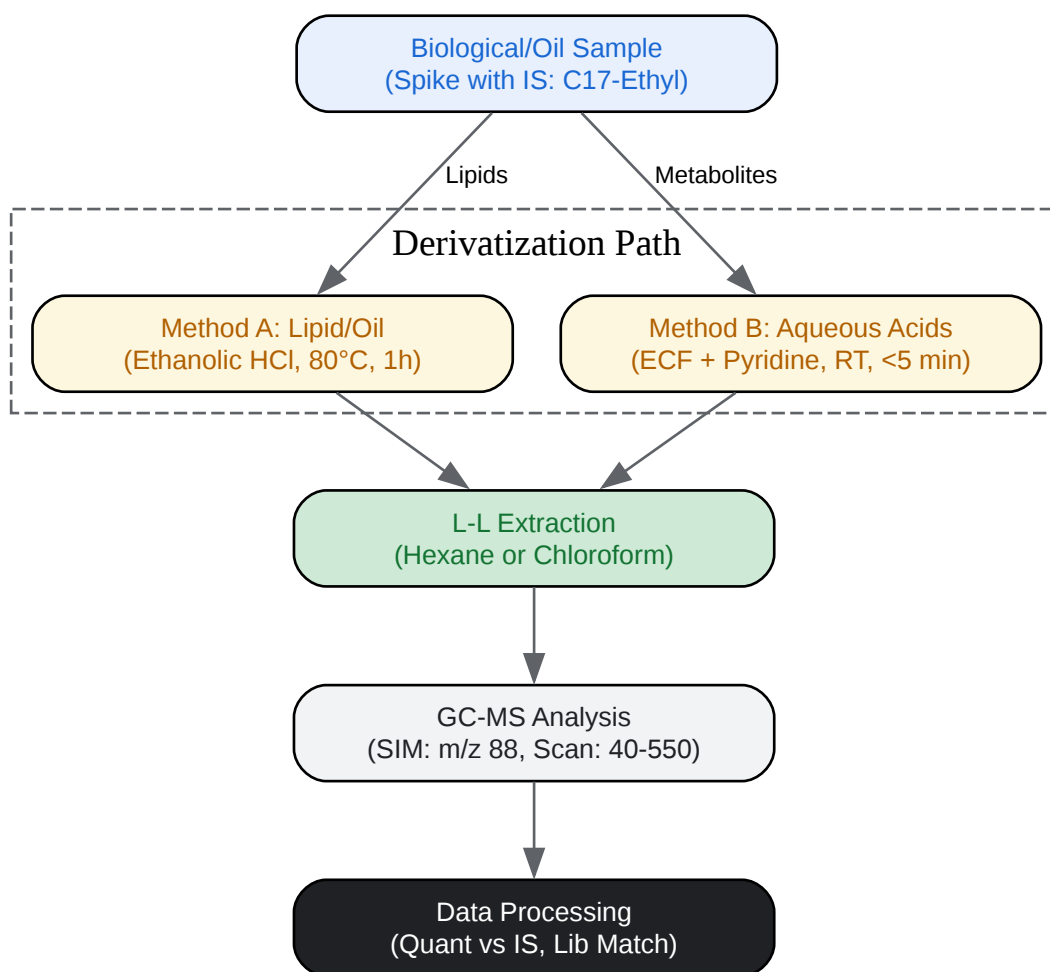 Biological/Oil Sample
(Spike with IS: C17-Ethyl)
Lipids
Metabolites
Derivatization Path
Method A: Lipid/Oil
(Ethanolic HCl, 80°C, 1h)
Method B: Aqueous Acids
(ECF + Pyridine, RT, <5 min)
L-L Extraction
(Hexane or Chloroform)
GC-MS Analysis
(SIM: m/z 88, Scan: 40-550)
Data Processing
(Quant vs IS, Lib Match)